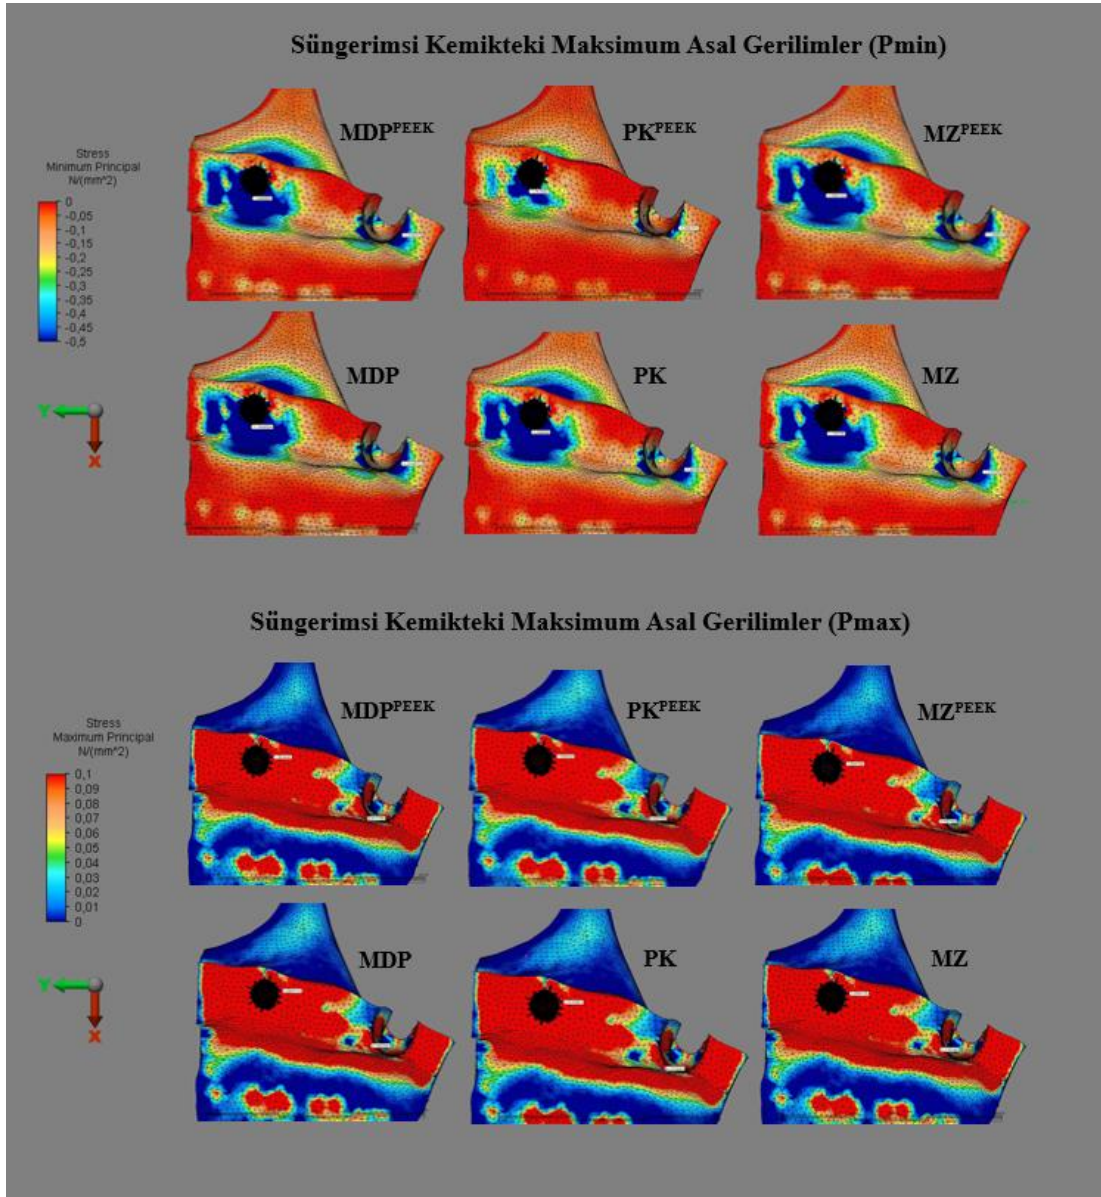 Süngerimsi Kemikteki Maksimum Asal Gerilimler (Pmin)
MDPPEEK
PKPEEK
MZPEEK
Stress
Minimum Principal
N/(mm^2)
0
-0,05
-0,1
-0,15
-0,2
-0,25
-0,3
-0,35
-0,4
-0,45
-0,5
MDP
PK
MZ
Y
X
Süngerimsi Kemikteki Maksimum Asal Gerilimler (Pmax)
MDPPEEK
PKPEEK
MZPEEK
Stress
Maximum Principal
N/(mm^2)
0,1
0,09
0,08
0,07
0,06
0,05
0,04
0,03
0,02
0,01
0
MDP
PK
MZ
Y
X